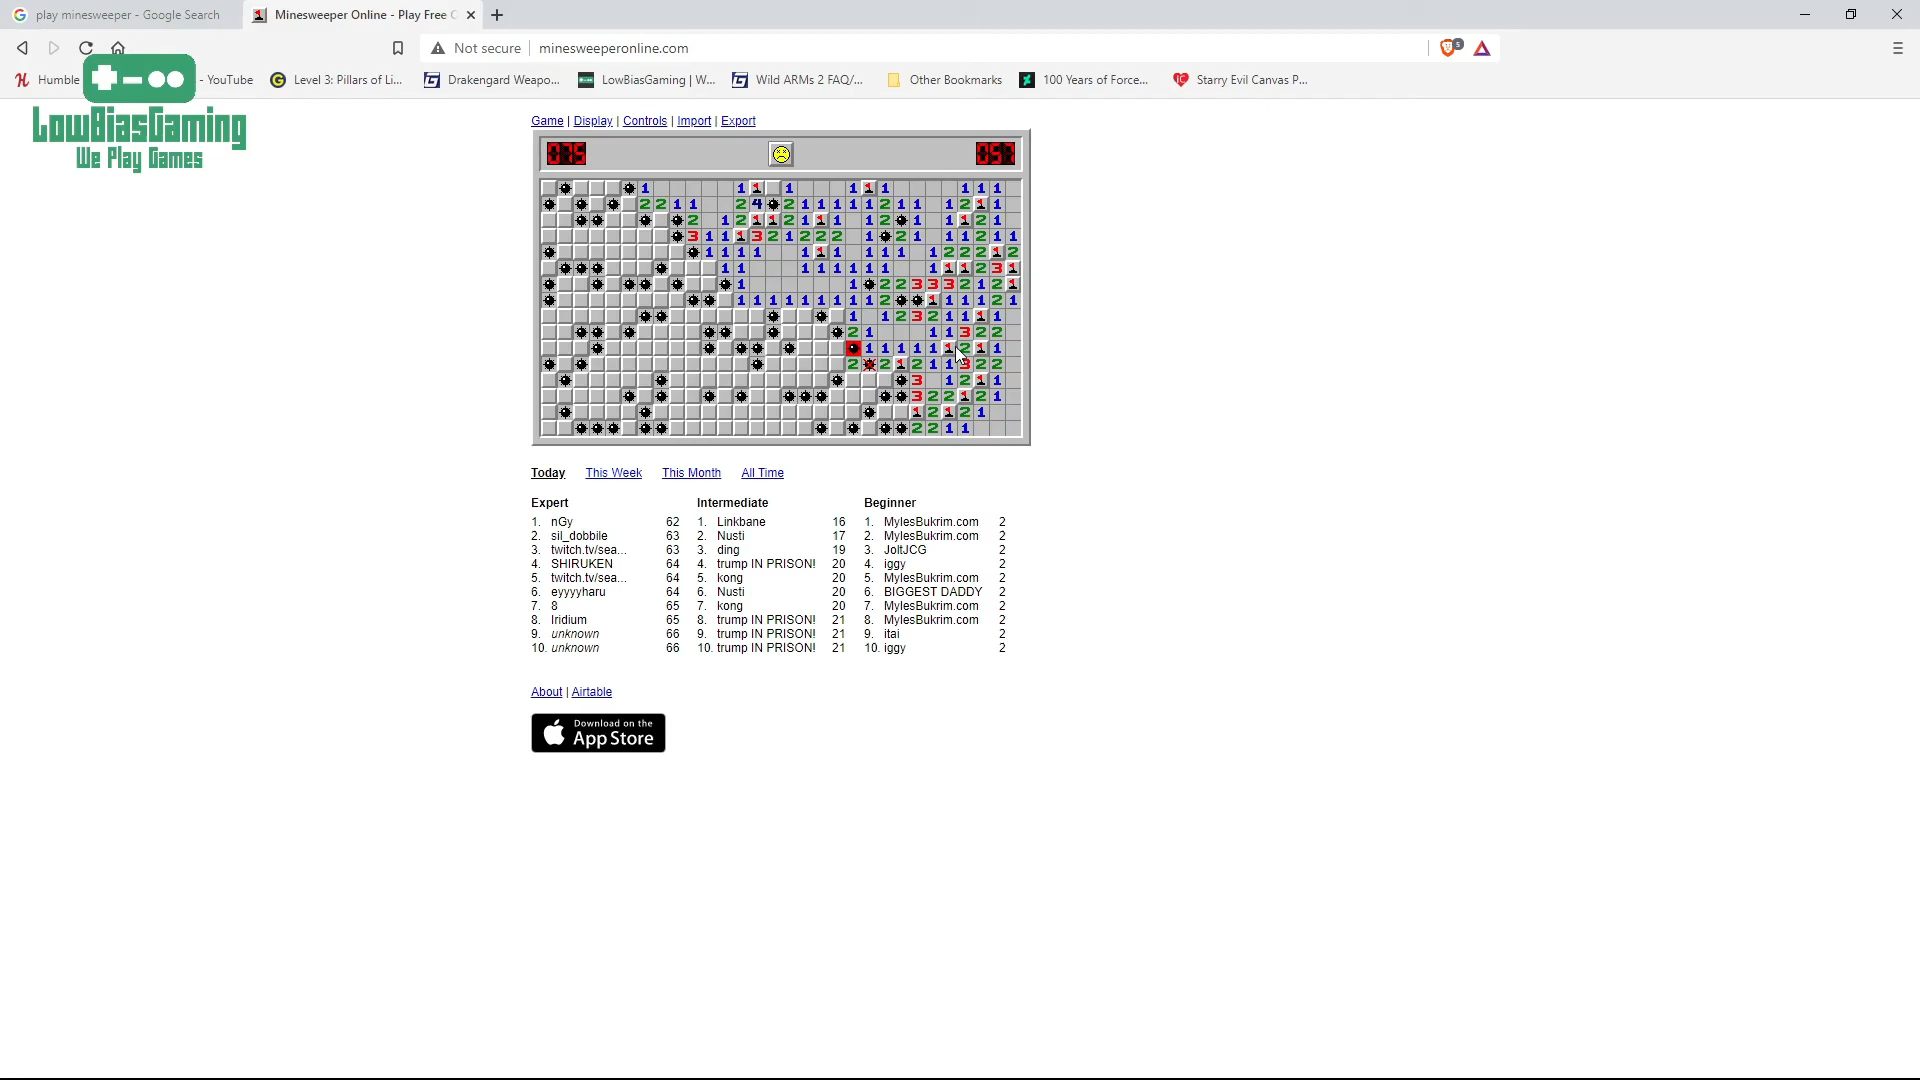 play minesweeper - Google Search
Minesweeper Online - Play Free
Not secure
minesweeperonline.com
5
Humble
- YouTube
Level 3: Pillars of Li...
Drakengard Weapo...
LowBiasGaming | W...
Wild ARMs 2 FAQ/...
Other Bookmarks
100 Years of Force...
Starry Evil Canvas P...
LowBiasGaming
We Play Games
Game | Display | Controls | Import | Export
075
057
Today This Week This Month All Time
Expert Intermediate Beginner
1. nGy 62 1. Linkbane 16 1. MylesBukrim.com 2
2. sil_dobbile 63 2. Nusti 17 2. MylesBukrim.com 2
3. twitch.tv/sea... 63 3. ding 19 3. JoltJCG 2
4. SHIRUKEN 64 4. trump IN PRISON! 20 4. iggy 2
5. twitch.tv/sea... 64 5. kong 20 5. MylesBukrim.com 2
6. eyyyyharu 64 6. Nusti 20 6. BIGGEST DADDY 2
7. 8 65 7. kong 20 7. MylesBukrim.com 2
8. Iridium 65 8. trump IN PRISON! 21 8. MylesBukrim.com 2
9. unknown 66 9. trump IN PRISON! 21 9. itai 2
10. unknown 66 10. trump IN PRISON! 21 10. iggy 2
About | Airtable
Download on the
App Store